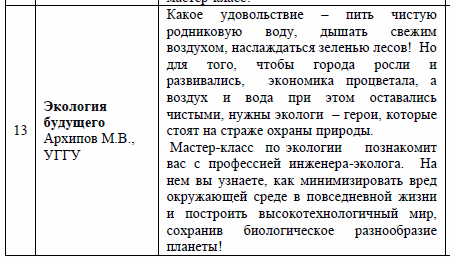 мастер-класс!
13
Экология
будущего
Архипов М.В.,
УГГУ
Какое удовольствие – пить чистую
родниковую воду, дышать свежим
воздухом, наслаждаться зеленью лесов! Но
для того, чтобы города росли и
развивались, экономика процветала, а
воздух и вода при этом оставались
чистыми, нужны экологи – герои, которые
стоят на страже охраны природы.
Мастер-класс по экологии познакомит
вас с профессией инженера-эколога. На
нем вы узнаете, как минимизировать вред
окружающей среде в повседневной жизни
и построить высокотехнологичный мир,
сохранив биологическое разнообразие
планеты!